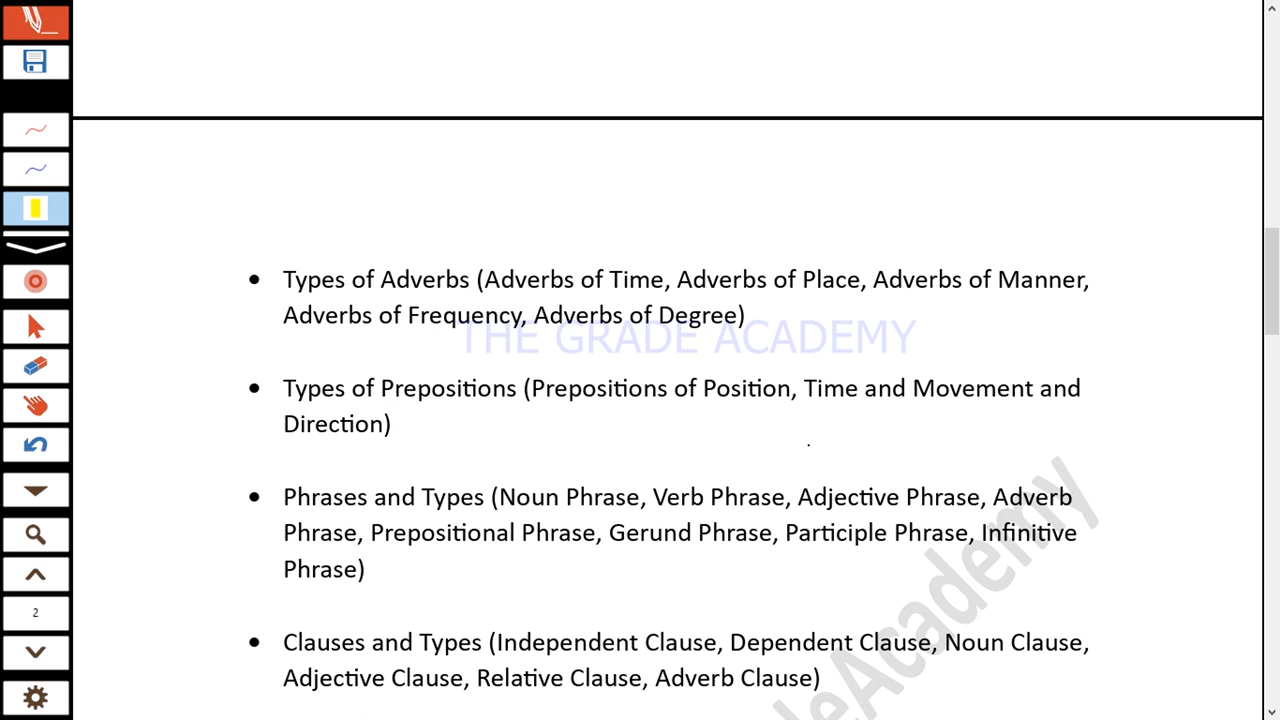 • Types of Adverbs (Adverbs of Time, Adverbs of Place, Adverbs of Manner,
Adverbs of Frequency, Adverbs of Degree)
THE GRADE ACADEMY
• Types of Prepositions (Prepositions of Position, Time and Movement and
Direction)
• Phrases and Types (Noun Phrase, Verb Phrase, Adjective Phrase, Adverb
Phrase, Prepositional Phrase, Gerund Phrase, Participle Phrase, Infinitive
Phrase)
• Clauses and Types (Independent Clause, Dependent Clause, Noun Clause,
Adjective Clause, Relative Clause, Adverb Clause)
deAcademy
2